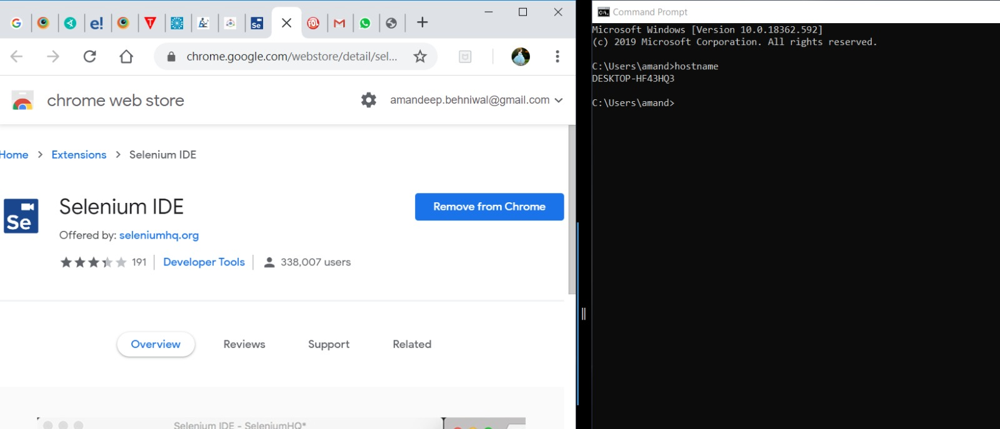 chrome.google.com/webstore/detail/sel...
chrome web store
amandeep.behniwal@gmail.com
Home > Extensions > Selenium IDE
Se
Selenium IDE
Remove from Chrome
Offered by: seleniumhq.org
191
Developer Tools
338,007 users
Overview
Reviews
Support
Related
Selenium IDE - SeleniumHQ*
Command Prompt
Microsoft Windows [Version 10.0.18362.592]
(c) 2019 Microsoft Corporation. All rights reserved.
C:\Users\amand>hostname
DESKTOP-HF43HQ3
C:\Users\amand>